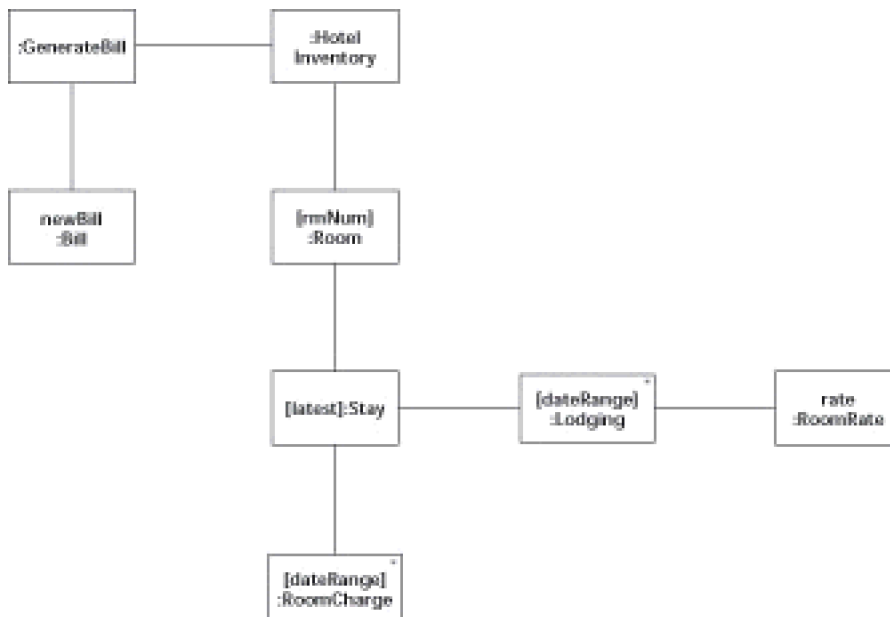 :GenerateBill
:Hotel
Inventory
newBill
:Bill
[rmNum]
:Room
[latest]:Stay
[dateRange]
:Lodging
*
rate
:RoomRate
[dateRange]
:RoomCharge
*